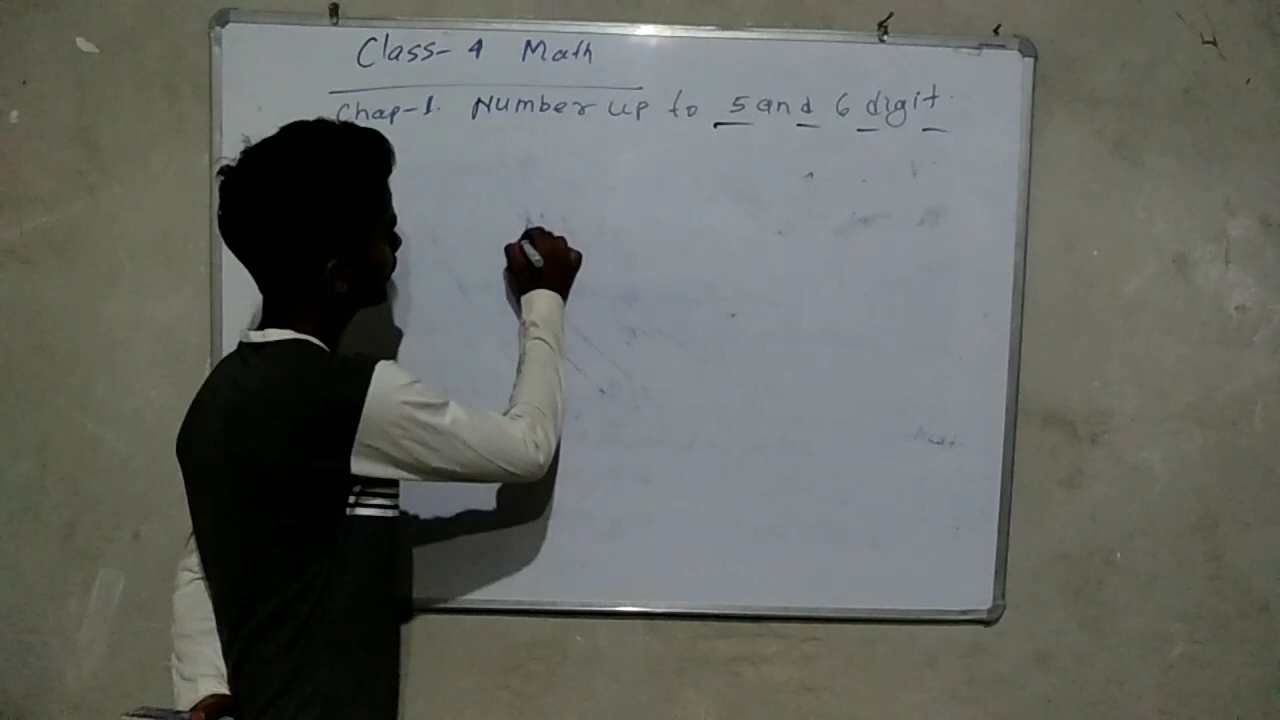 Class- 4 Math
Chap-1. Number up to 5 and 6 digit.